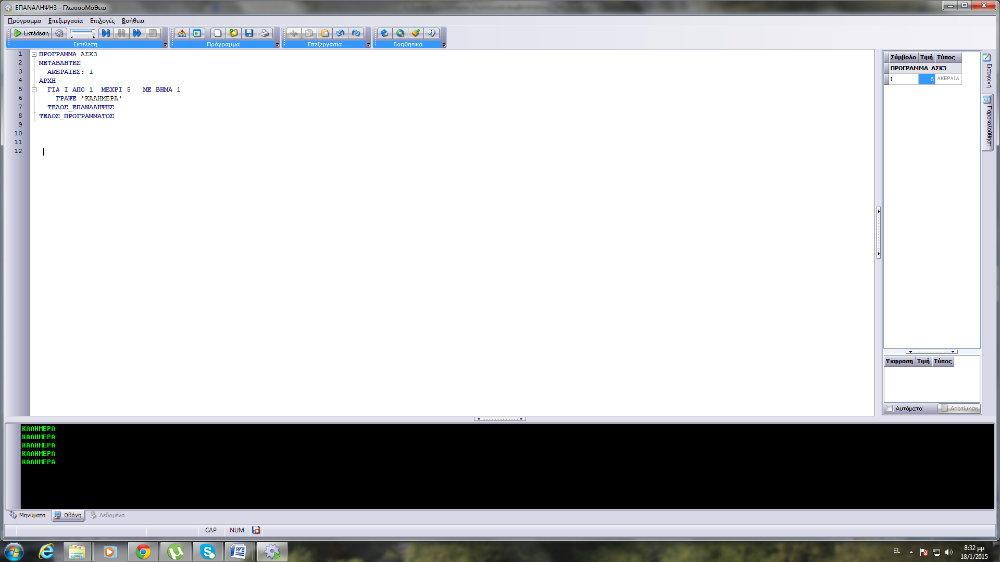 ΕΠΑΝΑΛΗΨΗ3 - ΓλωσσοΜάθεια
Πρόγραμμα Επεξεργασία Επιλογές Βοήθεια
Εκτέλεση
Εκτέλεση Πρόγραμμα Επεξεργασία Βοηθητικά
1 ΠΡΟΓΡΑΜΜΑ ΑΣΚ3
2 ΜΕΤΑΒΛΗΤΕΣ
3 ΑΚΕΡΑΙΕΣ: Ι
4 ΑΡΧΗ
5 ΓΙΑ Ι ΑΠΟ 1 ΜΕΧΡΙ 5 ΜΕ ΒΗΜΑ 1
6 ΓΡΑΨΕ 'ΚΑΛΗΜΕΡΑ'
7 ΤΕΛΟΣ_ΕΠΑΝΑΛΗΨΗΣ
8 ΤΕΛΟΣ_ΠΡΟΓΡΑΜΜΑΤΟΣ
9
10
11
12
Σύμβολο Τιμή Τύπος
ΠΡΟΓΡΑΜΜΑ ΑΣΚ3
Ι 6 ΑΚΕΡΑΙΑ
Εισαγωγή
Παρακολούθηση
Έκφραση Τιμή Τύπος
Αυτόματα Αποτίμηση
ΚΑΛΗΜΕΡΑ
ΚΑΛΗΜΕΡΑ
ΚΑΛΗΜΕΡΑ
ΚΑΛΗΜΕΡΑ
ΚΑΛΗΜΕΡΑ
Μηνύματα Οθόνη Δεδομένα
CAP NUM
EL 8:32 μμ
18/1/2015